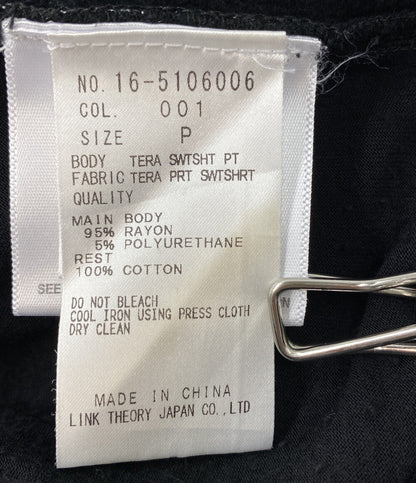 NO. 16-5106006
COL. 001
SIZE P
BODY TERA SWTSHT PT
FABRIC TERA PRT SWTSHRT
QUALITY
MAIN BODY
95% RAYON
5% POLYURETHANE
REST
100% COTTON
SEE
DO NOT BLEACH
COOL IRON USING PRESS CLOTH
DRY CLEAN
MADE IN CHINA
LINK THEORY JAPAN CO.,LTD